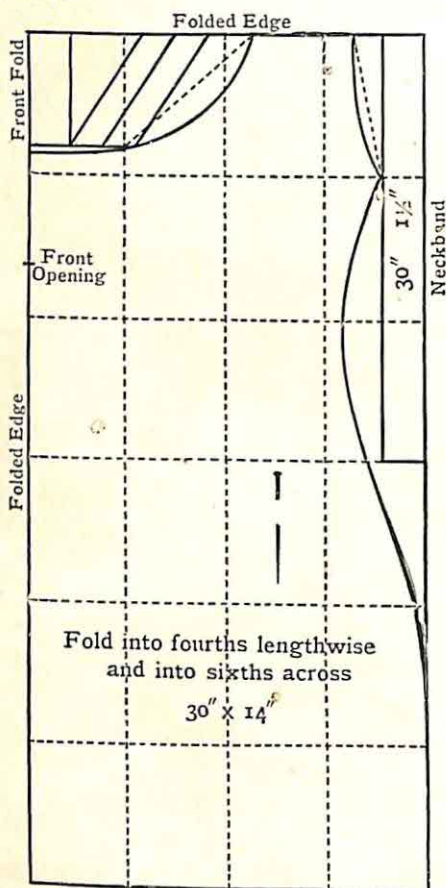 Folded Edge
Front Fold
Front
Opening
Folded Edge
30" 1½"
Neckband
Fold into fourths lengthwise
and into sixths across
30" X 14"